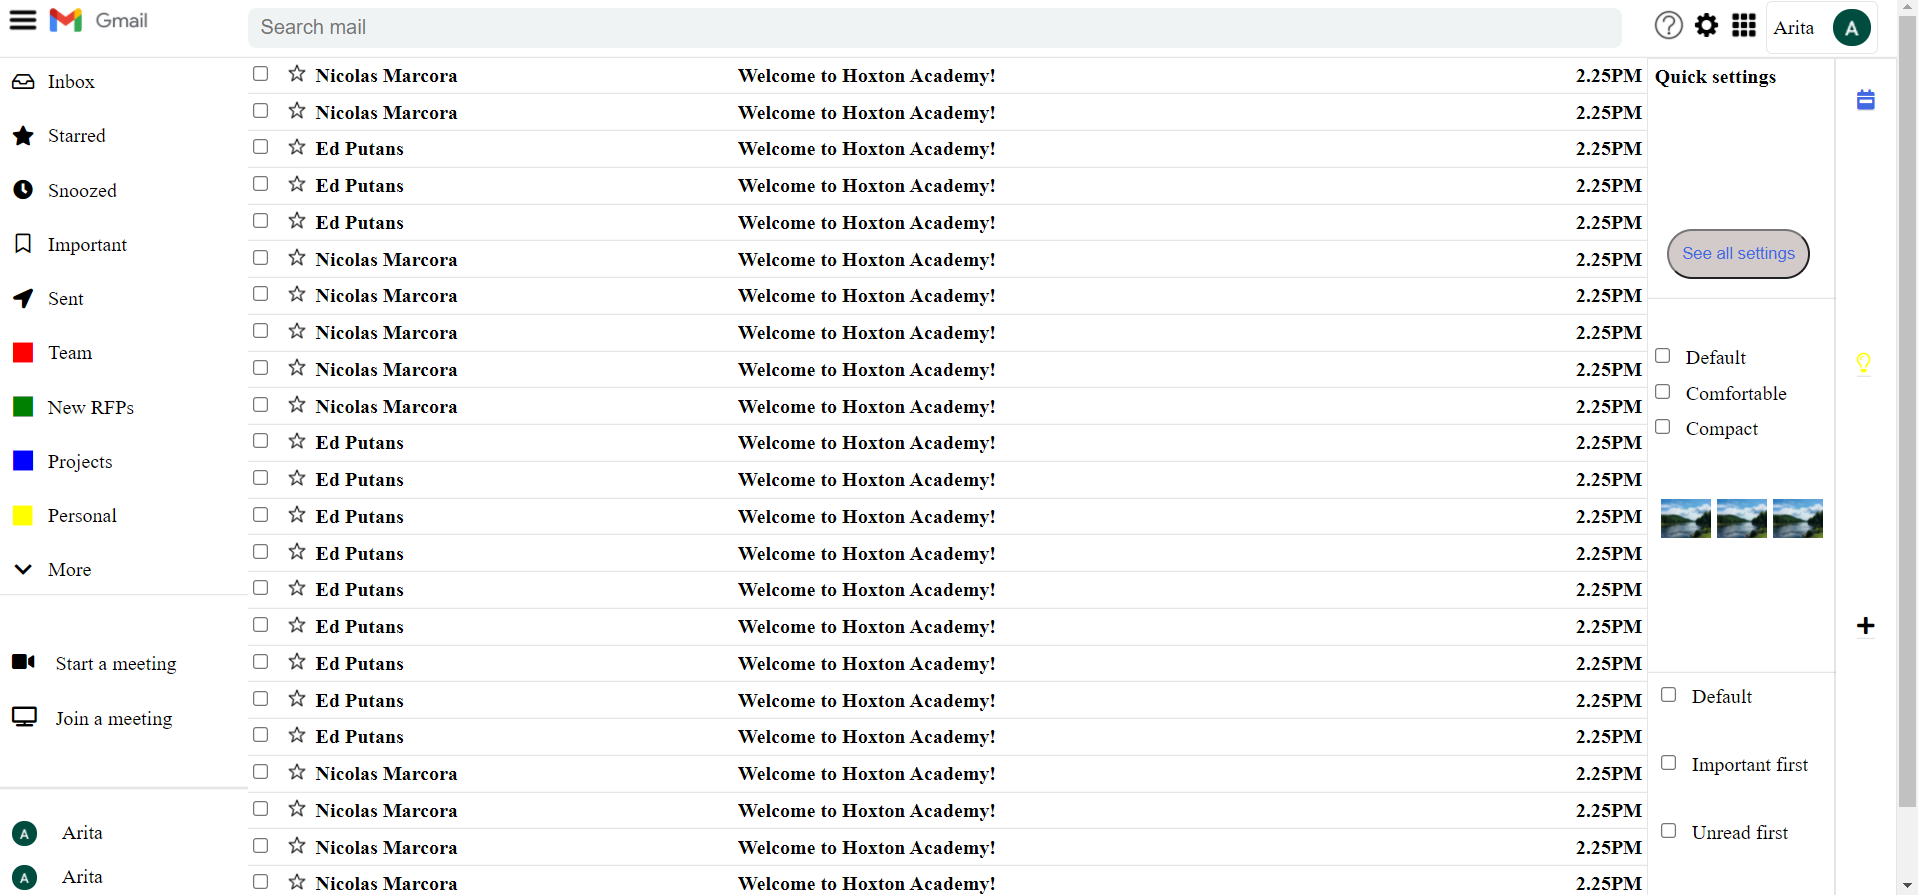 Gmail
Search mail
Arita A
Inbox
Starred
Snoozed
Important
Sent
Team
New RFPs
Projects
Personal
More
Start a meeting
Join a meeting
A Arita
A Arita
Nicolas Marcora Welcome to Hoxton Academy! 2.25PM
Nicolas Marcora Welcome to Hoxton Academy! 2.25PM
Ed Putans Welcome to Hoxton Academy! 2.25PM
Ed Putans Welcome to Hoxton Academy! 2.25PM
Ed Putans Welcome to Hoxton Academy! 2.25PM
Nicolas Marcora Welcome to Hoxton Academy! 2.25PM
Nicolas Marcora Welcome to Hoxton Academy! 2.25PM
Nicolas Marcora Welcome to Hoxton Academy! 2.25PM
Nicolas Marcora Welcome to Hoxton Academy! 2.25PM
Nicolas Marcora Welcome to Hoxton Academy! 2.25PM
Ed Putans Welcome to Hoxton Academy! 2.25PM
Ed Putans Welcome to Hoxton Academy! 2.25PM
Ed Putans Welcome to Hoxton Academy! 2.25PM
Ed Putans Welcome to Hoxton Academy! 2.25PM
Ed Putans Welcome to Hoxton Academy! 2.25PM
Ed Putans Welcome to Hoxton Academy! 2.25PM
Ed Putans Welcome to Hoxton Academy! 2.25PM
Ed Putans Welcome to Hoxton Academy! 2.25PM
Ed Putans Welcome to Hoxton Academy! 2.25PM
Nicolas Marcora Welcome to Hoxton Academy! 2.25PM
Nicolas Marcora Welcome to Hoxton Academy! 2.25PM
Nicolas Marcora Welcome to Hoxton Academy! 2.25PM
Nicolas Marcora Welcome to Hoxton Academy! 2.25PM
Quick settings
See all settings
Default
Comfortable
Compact
Default
Important first
Unread first